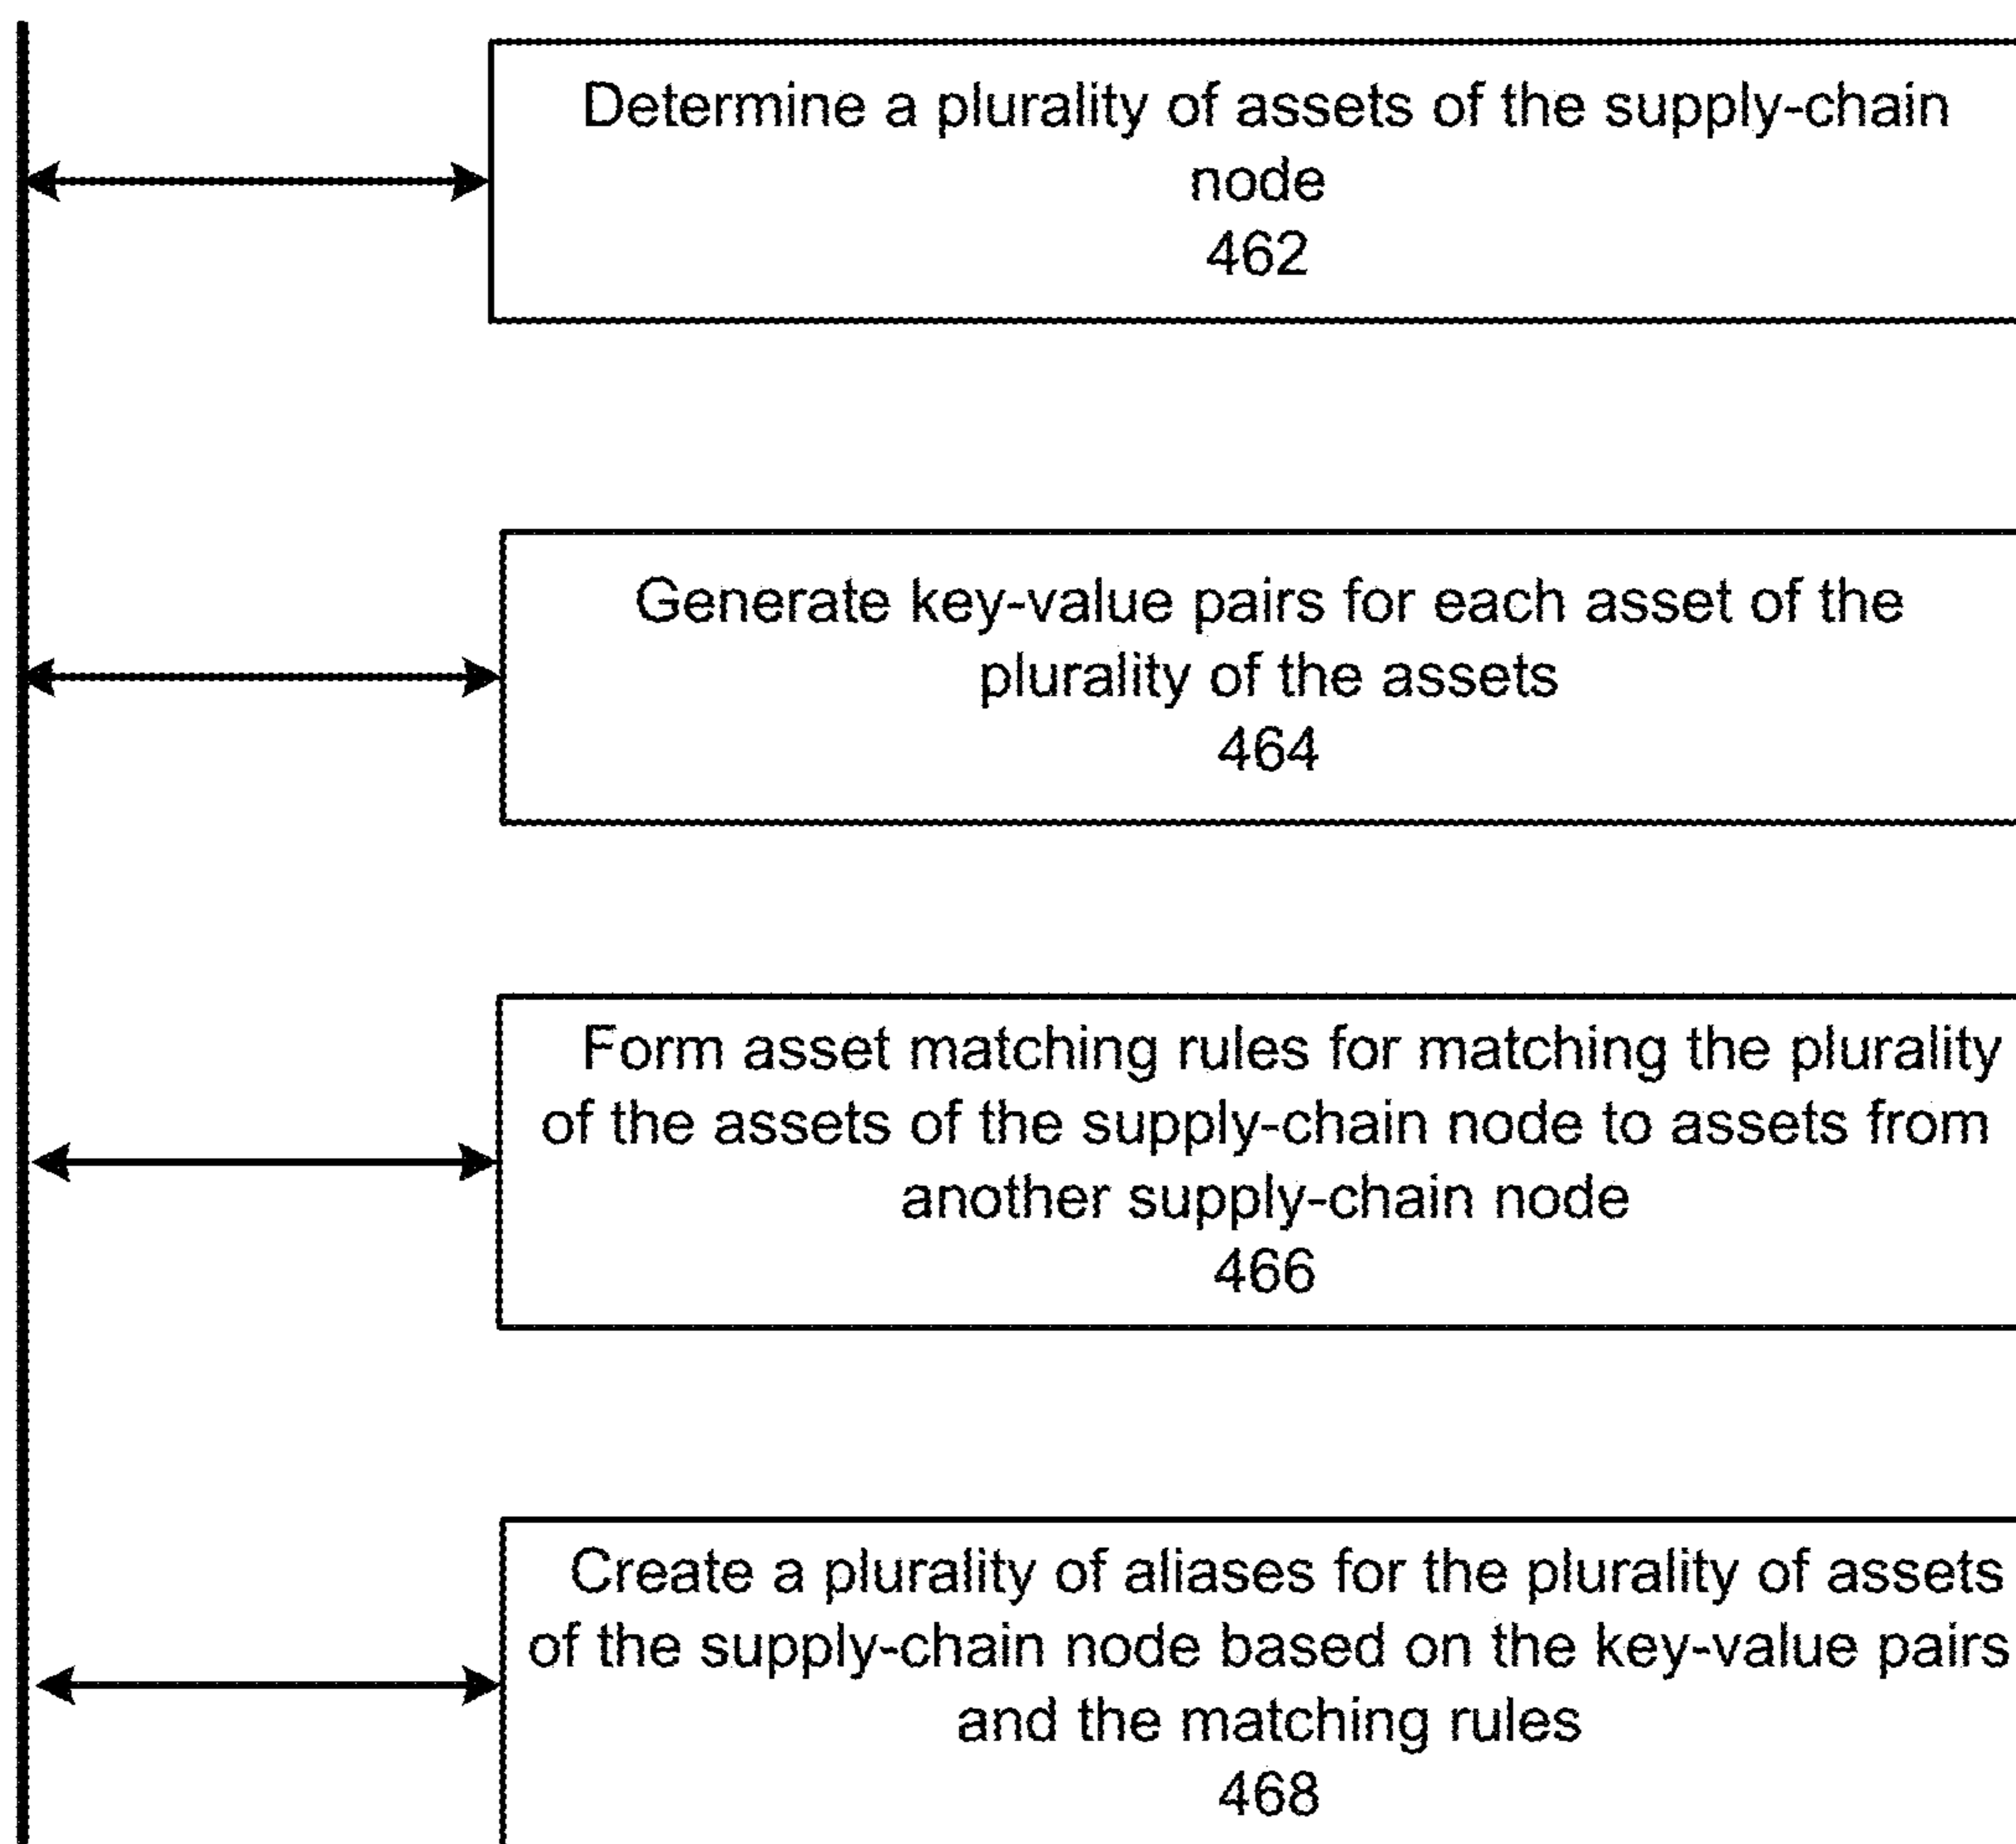 Determine a plurality of assets of the supply-chain
node
462
Generate key-value pairs for each asset of the
plurality of the assets
464
Form asset matching rules for matching the plurality
of the assets of the supply-chain node to assets from
another supply-chain node
466
Create a plurality of aliases for the plurality of assets
of the supply-chain node based on the key-value pairs
and the matching rules
468